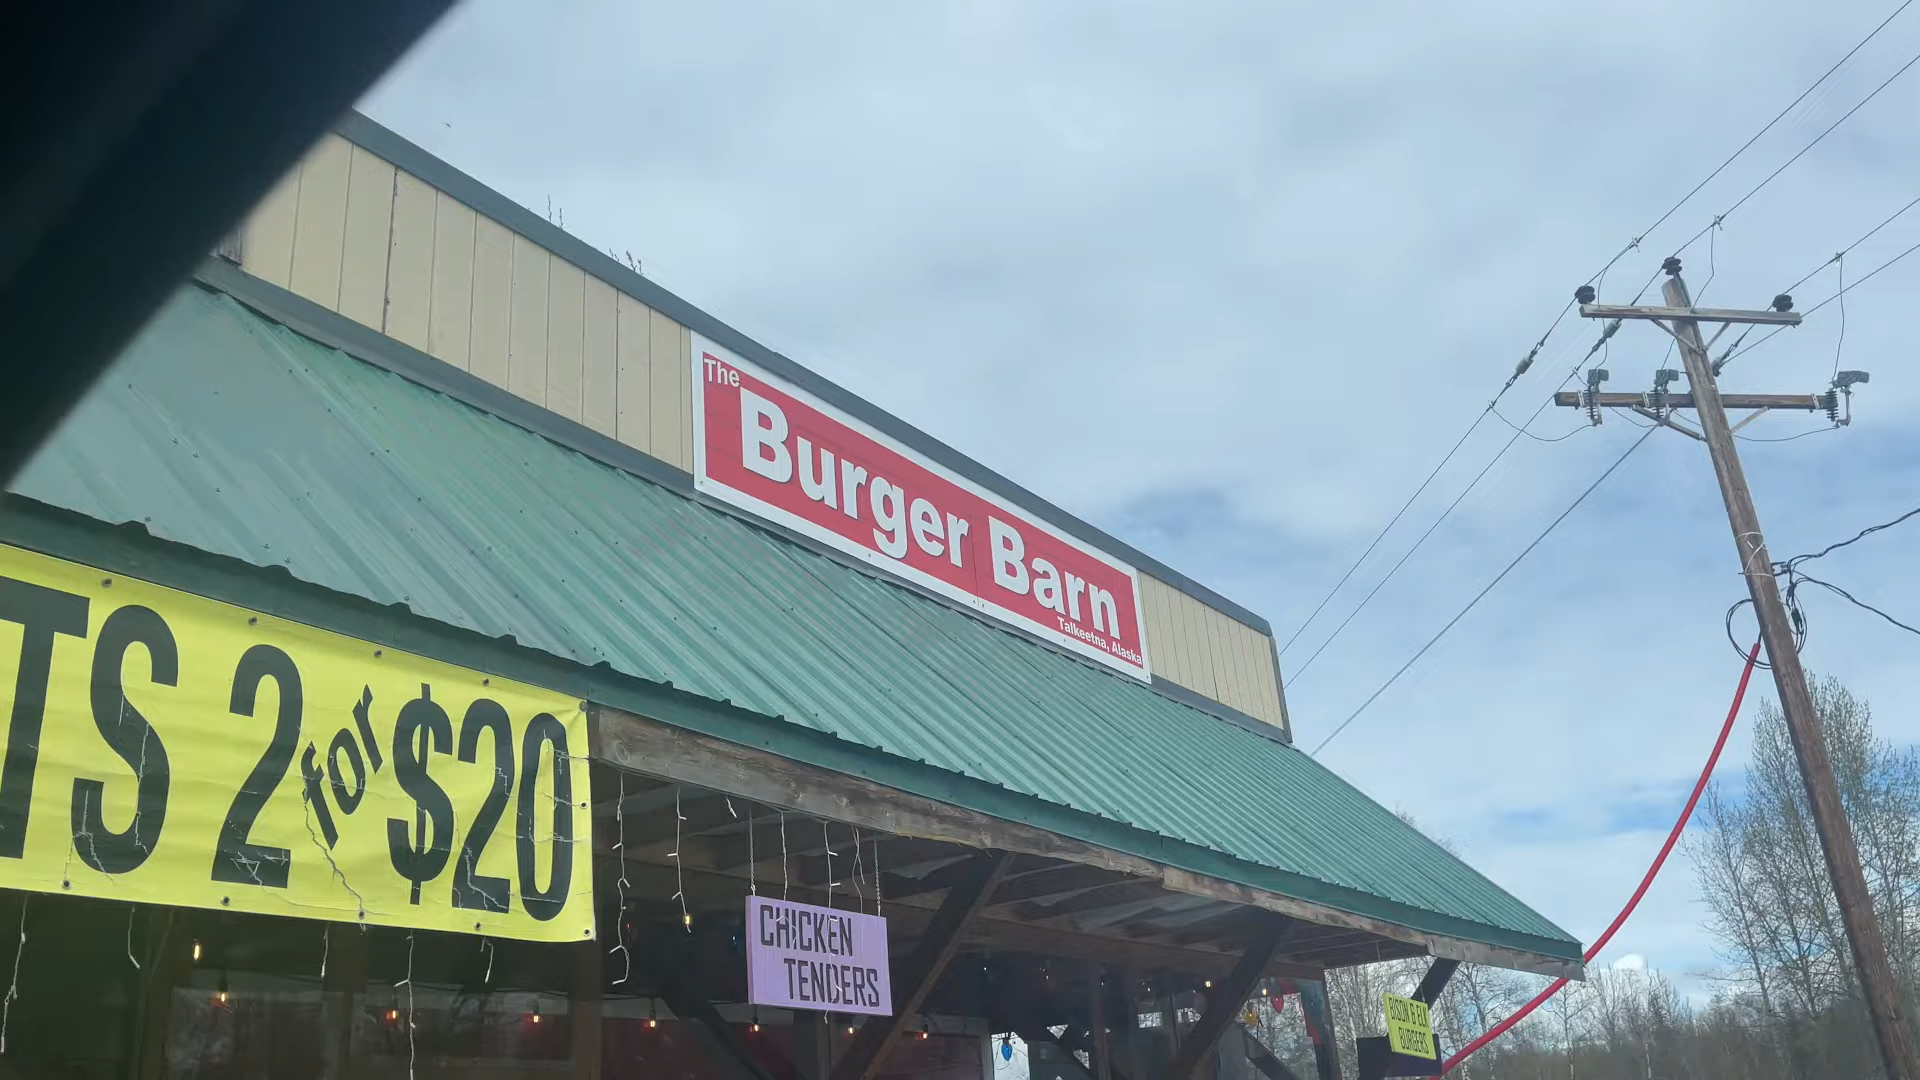 The
Burger Barn
Talkeetna, Alaska
TS 2 for $20
CHICKEN
TENDERS
BISON & ELK
BURGERS